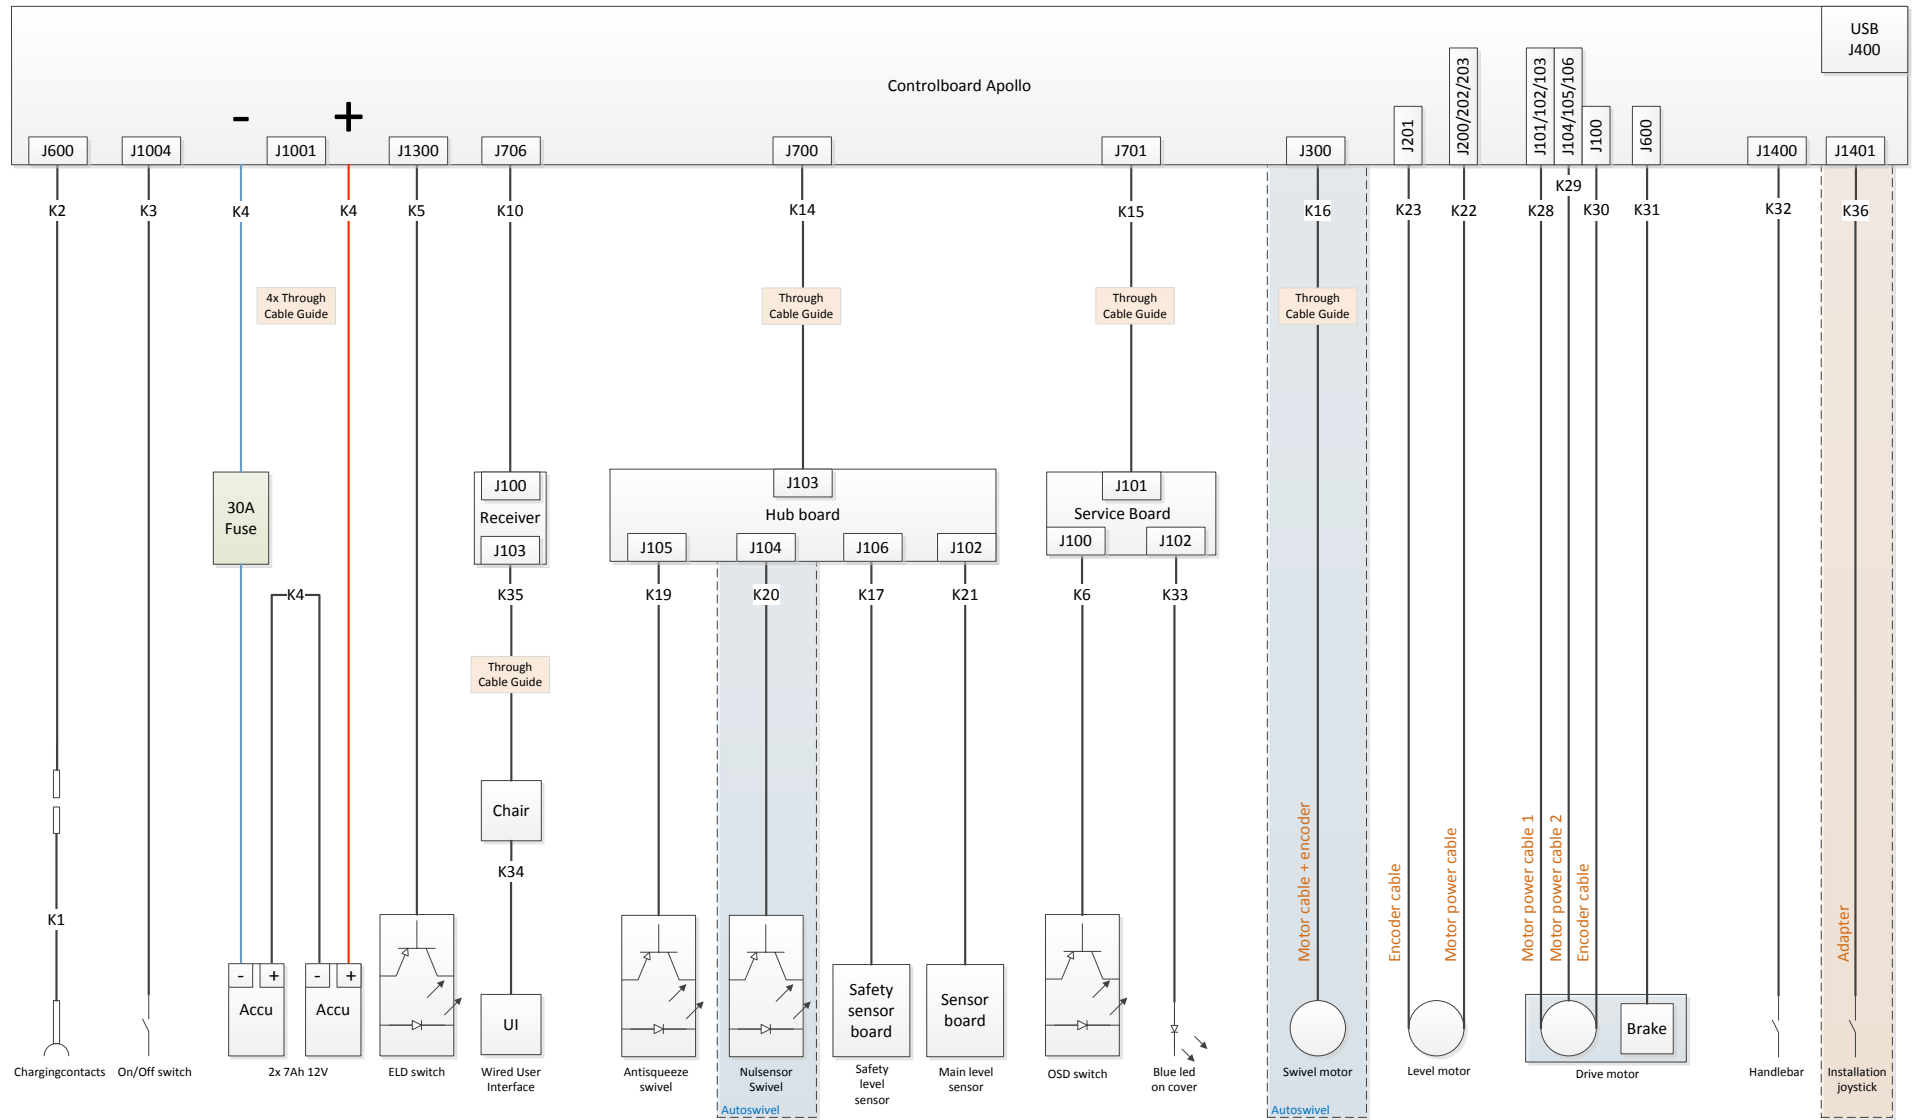 USB
J400
Controlboard Apollo
-
+
J600
J1004
J1001
J1300
J706
J700
J701
J300
J201
J200/202/203
J101/102/103
J104/105/106
J100
J600
J1400
J1401
K2
K3
K4
K4
K5
K10
K14
K15
K16
K23
K22
K28
K29
K30
K31
K32
K36
4x Through
Cable Guide
Through
Cable Guide
Through
Cable Guide
Through
Cable Guide
30A
Fuse
J100
Receiver
J103
J103
Hub board
J105
J104
J106
J102
J101
Service Board
J100
J102
K4
K35
K19
K20
K17
K21
K6
K33
Through
Cable Guide
Chair
K34
K1
Motor cable + encoder
Encoder cable
Motor power cable
Motor power cable 1
Motor power cable 2
Encoder cable
Adapter
-
+
-
+
Accu
Accu
UI
Safety
sensor
board
Sensor
board
Brake
Chargingcontacts
On/Off switch
2x 7Ah 12V
ELD switch
Wired User
Interface
Antisqueeze
swivel
Nulsensor
Swivel
Safety
level
sensor
Main level
sensor
OSD switch
Blue led
on cover
Swivel motor
Level motor
Drive motor
Handlebar
Installation
joystick
Autoswivel
Autoswivel